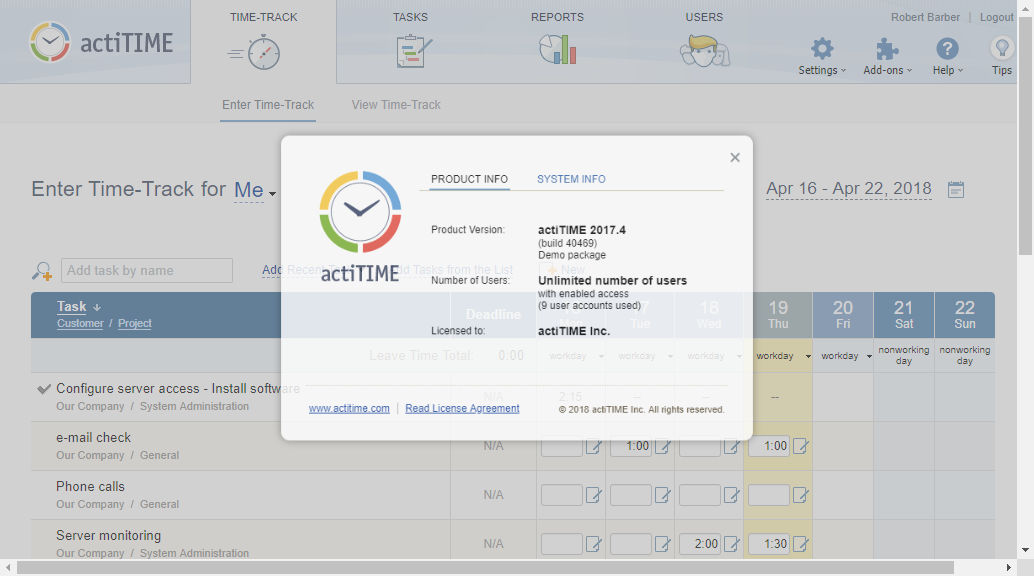 TIME-TRACK
TASKS
REPORTS
USERS
Robert Barber | Logout
actiTIME
Settings
Add-ons
Help
Tips
Enter Time-Track
View Time-Track
Enter Time-Track for Me
Apr 16 - Apr 22, 2018
PRODUCT INFO
SYSTEM INFO
actiTIME
Product Version:
actiTIME 2017.4
(build 40469)
Demo package
Number of Users:
Unlimited number of users
with enabled access
(9 user accounts used)
Licensed to:
actiTIME Inc.
www.actitime.com | Read License Agreement
© 2018 actiTIME Inc. All rights reserved.
Add task by name
Add Recent
Add Tasks from the List
New
Task ↓
Customer / Project
Deadline
17
Tue
18
Wed
19
Thu
20
Fri
21
Sat
22
Sun
Leave Time Total: 0:00
workday
workday
workday
workday
workday
nonworking
day
nonworking
day
Configure server access - Install software
Our Company / System Administration
N/A
2:15
--
--
--
e-mail check
Our Company / General
N/A
1:00
1:00
Phone calls
Our Company / General
N/A
Server monitoring
Our Company / System Administration
N/A
2:00
1:30